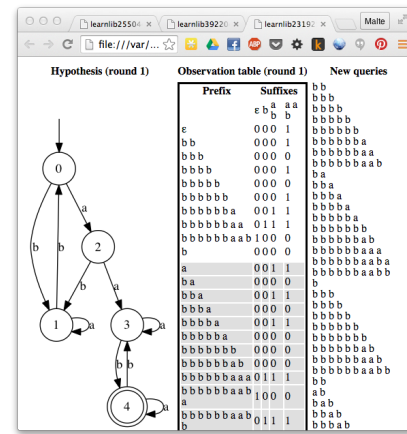 learnlib25504 × learnlib39220 × learnlib23192 × Malte
file:///var/...
Hypothesis (round 1)
0
a
b b
2
b a
1 a 3 a
b b
4 a
Observation table (round 1)
Prefix Suffixes
ε b a b a a b
ε 0 0 0 1
b b 0 0 0 1
b b b 0 0 0 0
b b b b 0 0 0 1
b b b b b 0 0 0 0
b b b b b b 0 0 0 1
b b b b b b a 0 0 1 1
b b b b b b a a 0 1 1 1
b b b b b b a a b 1 0 0 0
b 0 0 0 0
a 0 0 1 1
b a 0 0 0 0
b b a 0 0 1 1
b b b a 0 0 0 0
b b b b a 0 0 1 1
b b b b b a 0 0 0 0
b b b b b b b 0 0 0 0
b b b b b b a b 0 0 0 0
b b b b b b a a a 0 1 1 1
b b b b b b a a b a 1 0 0 0
b b b b b b a a b b 0 1 1 1
New queries
b b
b b b
b b b b
b b b b b
b b b b b b
b b b b b b a
b b b b b b a a
b b b b b b a a b
b a
b b a
b b b a
b b b b a
b b b b b a
b b b b b b b
b b b b b b a b
b b b b b b a a a
b b b b b b a a b a
b b b b b b a a b b
b
b b b
b b b b
b b b b b
b b b b b b
b b b b b b a b
b b b b b b a a b
b b b b b b a a b b
b b
a b
b a b
b b a b
b b b a b